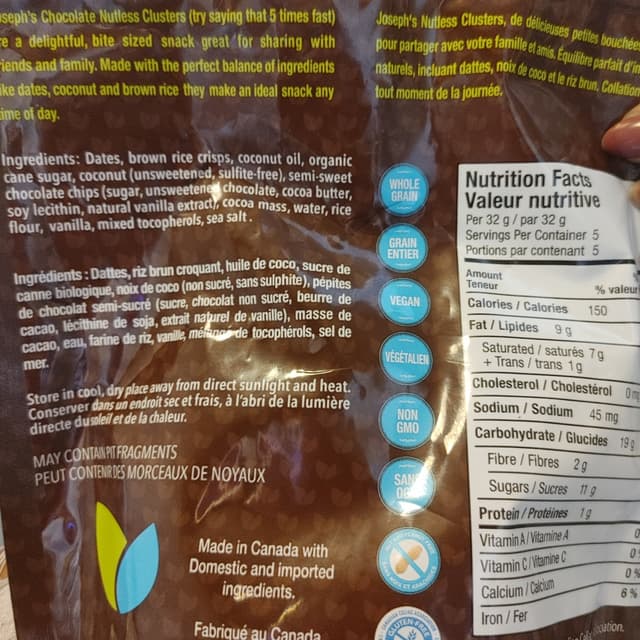 oseph's Chocolate Nutless Clusters (try saying that 5 times fast)
re a delightful, bite sized snack great for sharing with
riends and family. Made with the perfect balance of ingredients
ike dates, coconut and brown rice they make an ideal snack any
ime of day.
Joseph's Nutless Clusters, de délicieuses petites bouchée
pour partager avec votre famille et amis. Équilibre parfait d'in
naturels, incluant dattes, noix de coco et le riz brun. Collation
tout moment de la journée.
Ingredients: Dates, brown rice crisps, coconut oil, organic
cane sugar, coconut (unsweetened, sulfite-free), semi-sweet
chocolate chips (sugar, unsweetened chocolate, cocoa butter,
soy lecithin, natural vanilla extract), cocoa mass, water, rice
flour, vanilla, mixed tocopherols, sea salt.
Ingrédients : Dattes, riz brun croquant, huile de coco, sucre de
canne biologique, noix de coco (non sucré, sans sulphite), pépites
de chocolat semi-sucré (sucre, chocolat non sucré, beurre de
cacao, lécithine de soja, extrait naturel de vanille), masse de
cacao, eau, farine de riz, vanille, mélange de tocophérols, sel de
mer.
Store in cool, dry place away from direct sunlight and heat.
Conserver dans un endroit sec et frais, à l'abri de la lumière
directe du soleil et de la chaleur.
MAY CONTAIN PIT FRAGMENTS
PEUT CONTENIR DES MORCEAUX DE NOYAUX
Made in Canada with
Domestic and imported
ingredients.
Fabriqué au Canada
WHOLE
GRAIN
GRAIN
ENTIER
VEGAN
VÉGÉTALIEN
NON
GMO
SANS
GLUTEN-FREE
Nutrition Facts
Valeur nutritive
Per 32 g / par 32 g
Servings Per Container 5
Portions par contenant 5
Amount
Teneur
% valeur
Calories / Calories 150
Fat / Lipides 9 g
Saturated / saturés 7 g
+ Trans / trans 1 g
Cholesterol / Cholestérol 0 mg
Sodium / Sodium 45 mg
Carbohydrate / Glucides 19 g
Fibre / Fibres 2 g
Sugars / Sucres 11 g
Protein / Protéines 1 g
Vitamin A / Vitamine A 0
Vitamin C / Vitamine C 0
Calcium / Calcium 0 %
Iron / Fer 6 %